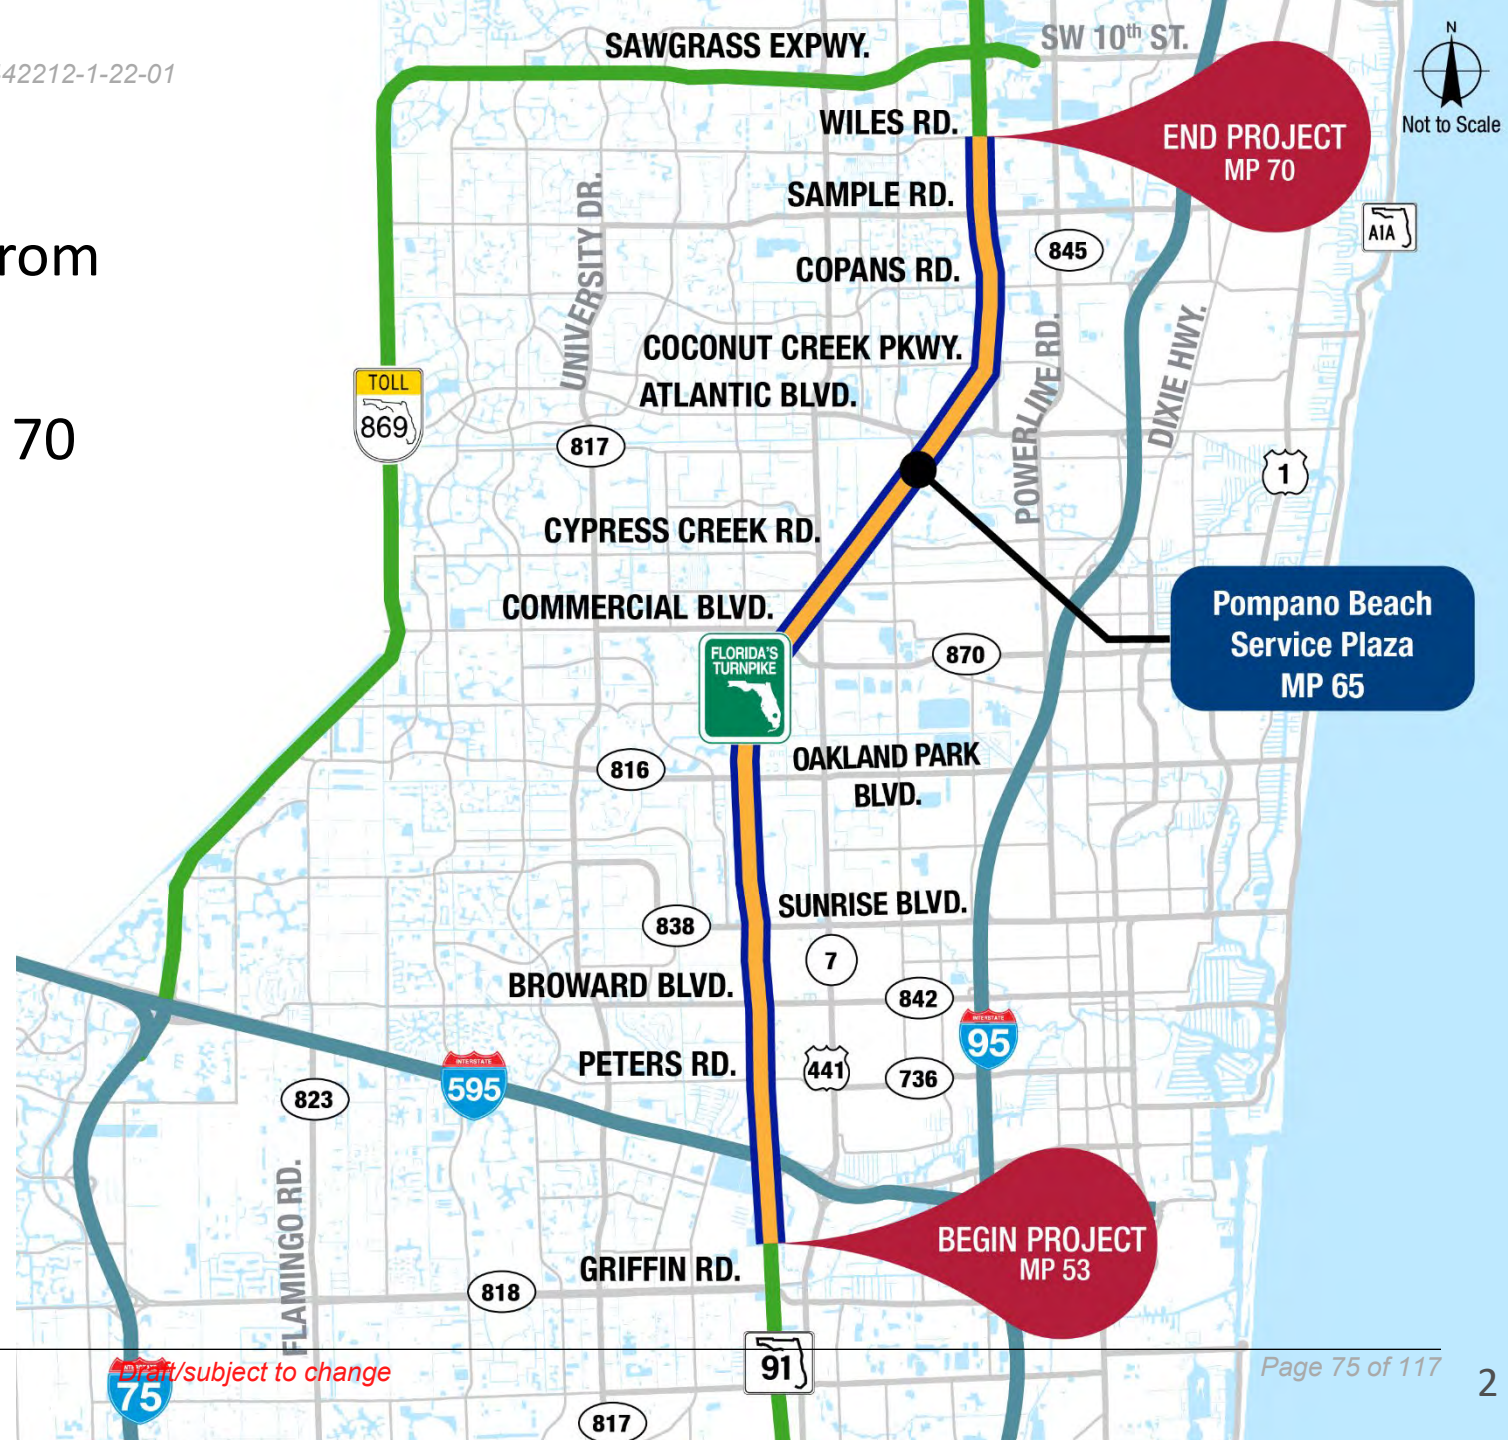 42212-1-22-01
rom
70
SAWGRASS EXPWY.
SW 10th ST.
N
Not to Scale
WILES RD.
END PROJECT
MP 70
SAMPLE RD.
A1A
UNIVERSITY DR.
845
COPANS RD.
COCONUT CREEK PKWY.
POWERLINE RD.
DIXIE HWY.
TOLL
869
ATLANTIC BLVD.
817
1
CYPRESS CREEK RD.
COMMERCIAL BLVD.
Pompano Beach
Service Plaza
MP 65
FLORIDA'S
TURNPIKE
870
816
OAKLAND PARK
BLVD.
SUNRISE BLVD.
838
7
BROWARD BLVD.
842
INTERSTATE
95
PETERS RD.
441
736
INTERSTATE
595
823
FLAMINGO RD.
BEGIN PROJECT
MP 53
GRIFFIN RD.
818
91
INTERSTATE
75
Draft/subject to change
Page 75 of 117
2
817